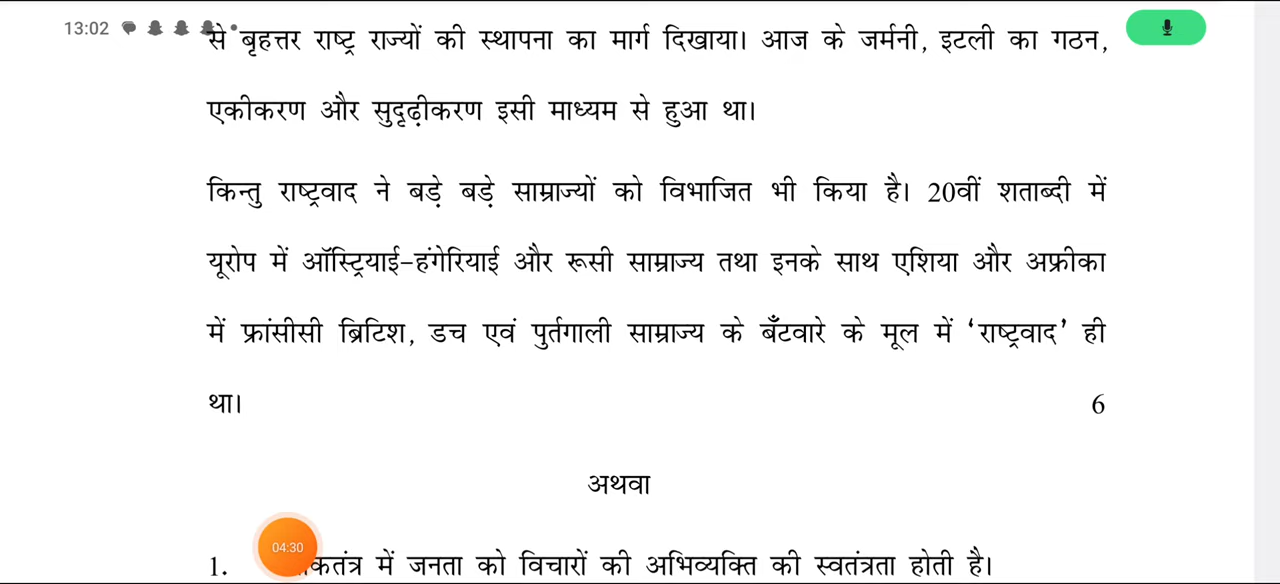 13:02
से बृहत्तर राष्ट्र राज्यों की स्थापना का मार्ग दिखाया। आज के जर्मनी, इटली का गठन,
एकीकरण और सुदृढ़ीकरण इसी माध्यम से हुआ था।
किन्तु राष्ट्रवाद ने बड़े बड़े साम्राज्यों को विभाजित भी किया है। 20वीं शताब्दी में
यूरोप में ऑस्ट्रियाई-हंगेरियाई और रूसी साम्राज्य तथा इनके साथ एशिया और अफ्रीका
में फ्रांसीसी ब्रिटिश, डच एवं पुर्तगाली साम्राज्य के बँटवारे के मूल में ‘राष्ट्रवाद’ ही
था। 6
अथवा
04:30
1. में जनता को विचारों की अभिव्यक्ति की स्वतंत्रता होती है।